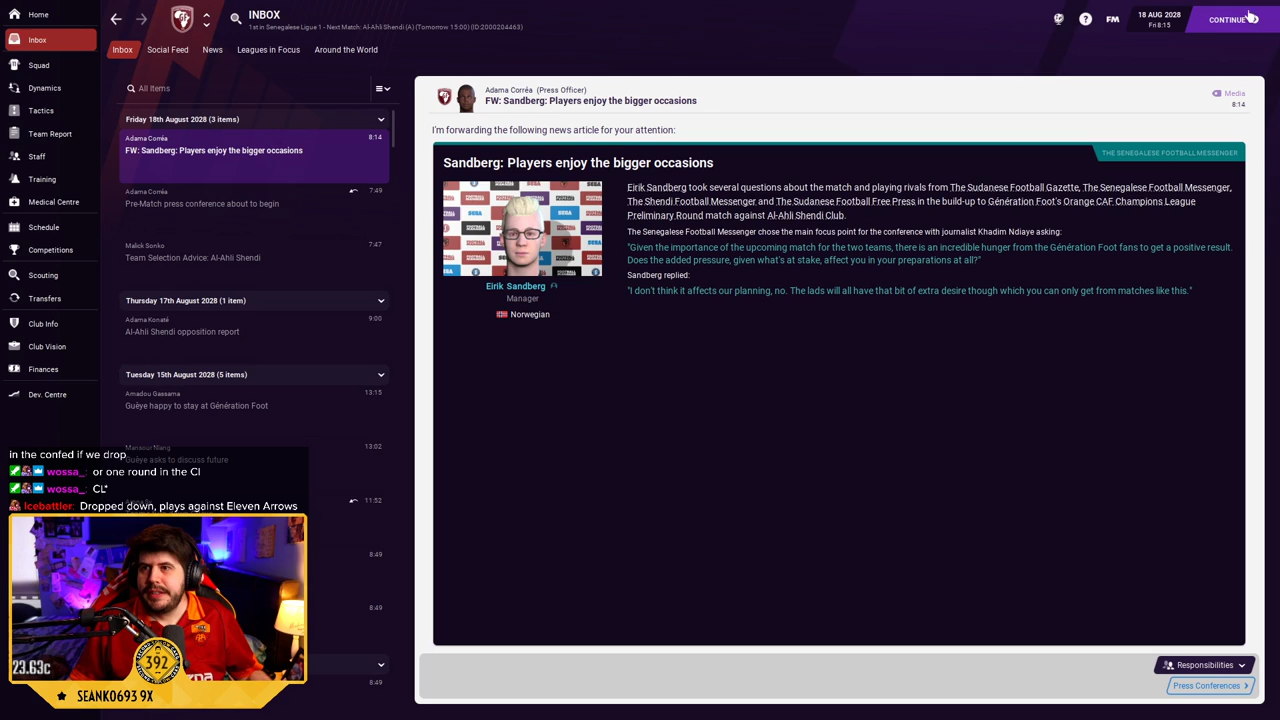 Home
Inbox
Squad
Dynamics
Tactics
Team Report
Staff
Training
Medical Centre
Schedule
Competitions
Scouting
Transfers
Club Info
Club Vision
Finances
Dev. Centre
INBOX
1st in Senegalese Ligue 1 - Next Match: Al-Ahli Shendi (A) (Tomorrow 15:00) (ID:2000204463)
FM
18 AUG 2028
Fri 8:15
CONTINUE
Inbox Social Feed News Leagues in Focus Around the World
All Items
Friday 18th August 2028 (3 items)
Adama Corréa 8:14
FW: Sandberg: Players enjoy the bigger occasions
Adama Corréa 7:49
Pre-Match press conference about to begin
Malick Sonko 7:47
Team Selection Advice: Al-Ahli Shendi
Thursday 17th August 2028 (1 item)
Adama Konaté 9:00
Al-Ahli Shendi opposition report
Tuesday 15th August 2028 (5 items)
Amadou Gassama 13:15
Guèye happy to stay at Génération Foot
Mansour Niang 13:02
Guèye asks to discuss future
11:52
8:49
8:49
8:49
Adama Corréa (Press Officer)
FW: Sandberg: Players enjoy the bigger occasions
Media
8:14
I'm forwarding the following news article for your attention:
THE SENEGALESE FOOTBALL MESSENGER
Sandberg: Players enjoy the bigger occasions
SEGA
Eirik Sandberg
Manager
Norwegian
Eirik Sandberg took several questions about the match and playing rivals from The Sudanese Football Gazette, The Senegalese Football Messenger,
The Shendi Football Messenger and The Sudanese Football Free Press in the build-up to Génération Foot's Orange CAF Champions League
Preliminary Round match against Al-Ahli Shendi Club.
The Senegalese Football Messenger chose the main focus point for the conference with journalist Khadim Ndiaye asking:
"Given the importance of the upcoming match for the two teams, there is an incredible hunger from the Génération Foot fans to get a positive result.
Does the added pressure, given what's at stake, affect you in your preparations at all?"
Sandberg replied:
"I don't think it affects our planning, no. The lads will all have that bit of extra desire though which you can only get from matches like this."
Responsibilities
Press Conferences
in the confed if we drop
wossa_: or one round in the Cl
wossa_: CL*
Icebattler: Dropped down, plays against Eleven Arrows
23.63c
392
SEANK0693 9X